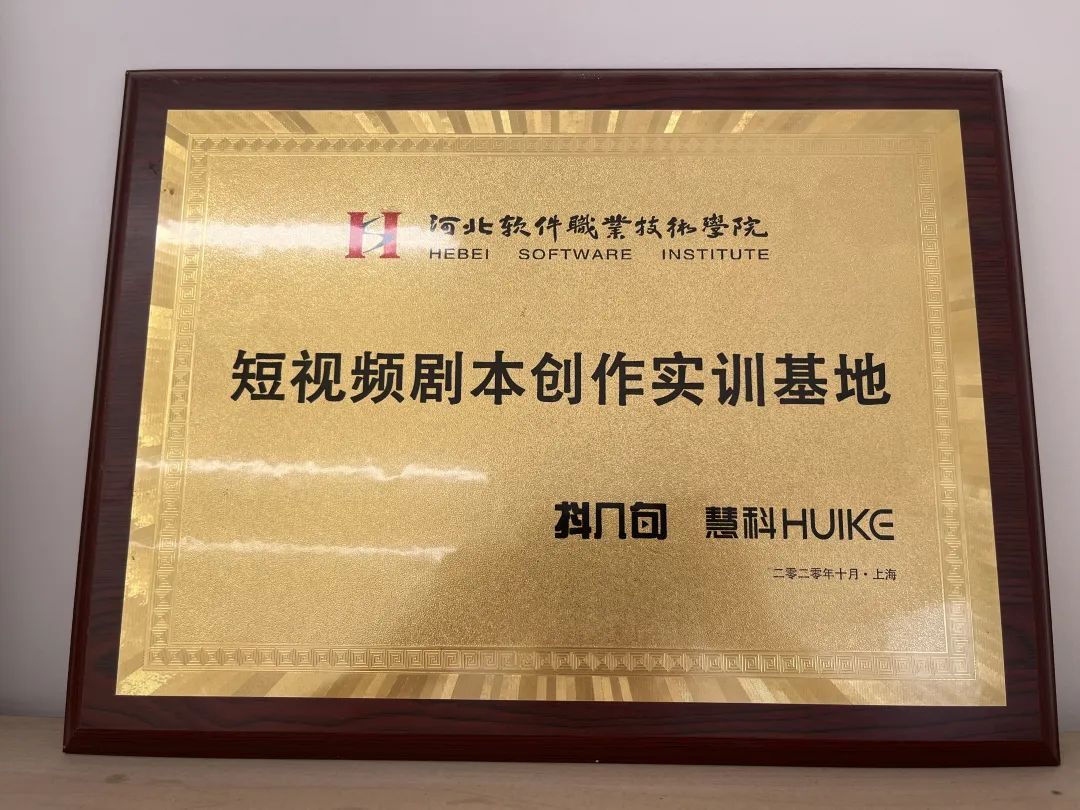 河北软件職業技術學院
HEBEI SOFTWARE INSTITUTE
短视频剧本创作实训基地
抖几句 慧科HUIKE
二零二零年十月·上海